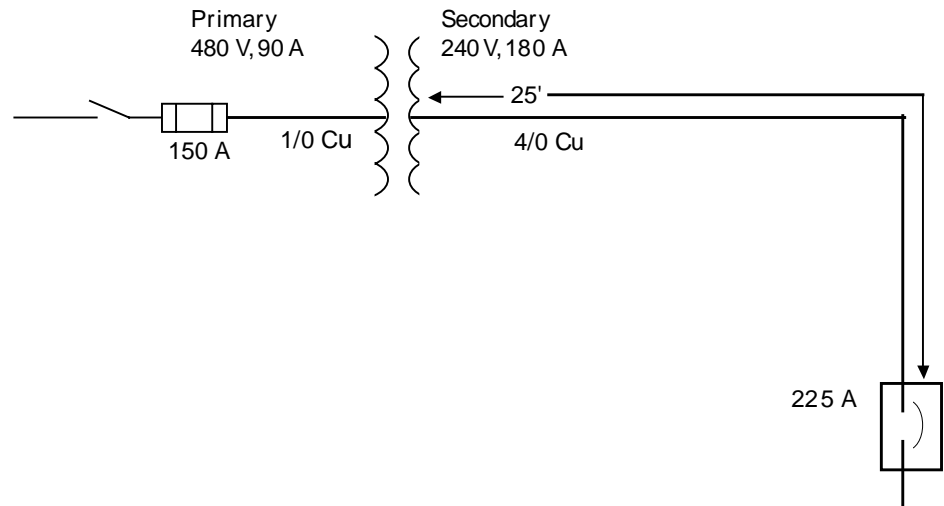 Primary
480 V, 90 A
Secondary
240 V, 180 A
25'
150 A
1/0 Cu
4/0 Cu
225 A